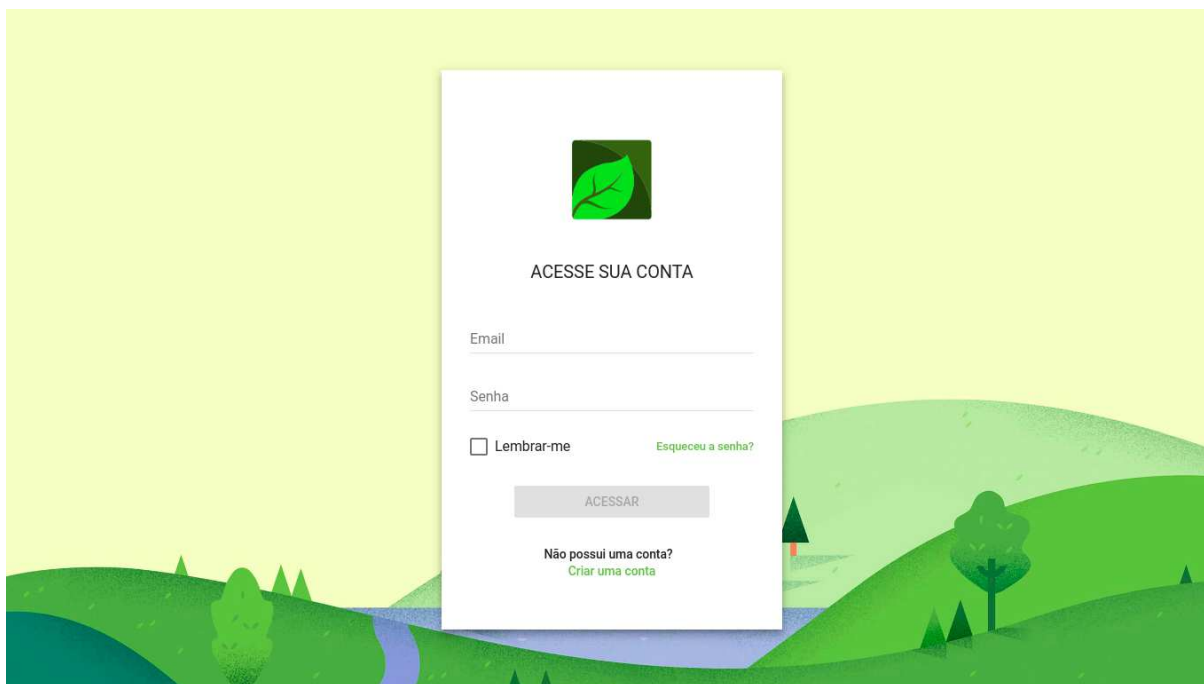 ACESSE SUA CONTA
Email
Senha
Lembrar-me
Esqueceu a senha?
ACESSAR
Não possui uma conta?
Criar uma conta